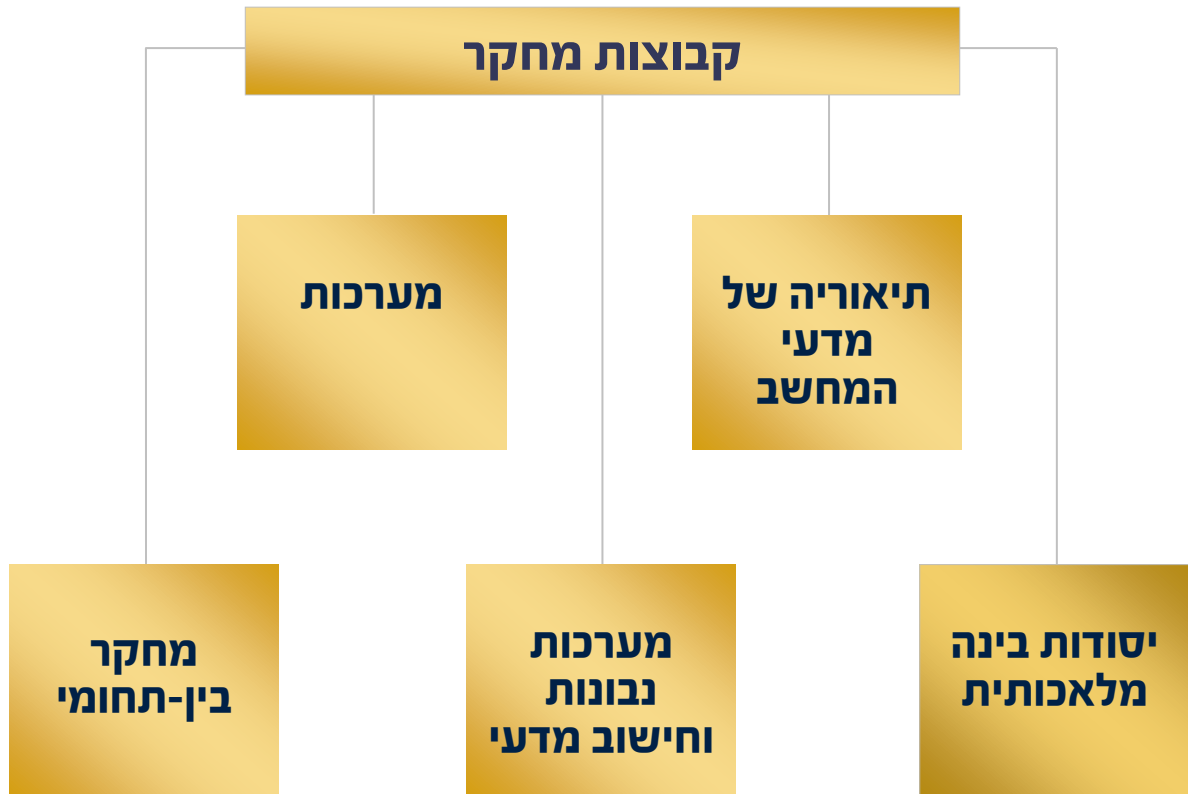 קבוצות מחקר
תיאוריה של
מדעי
המחשב
מערכות
יסודות בינה
מלאכותית
מערכות
נבונות
וחישוב מדעי
מחקר
בין-תחומי